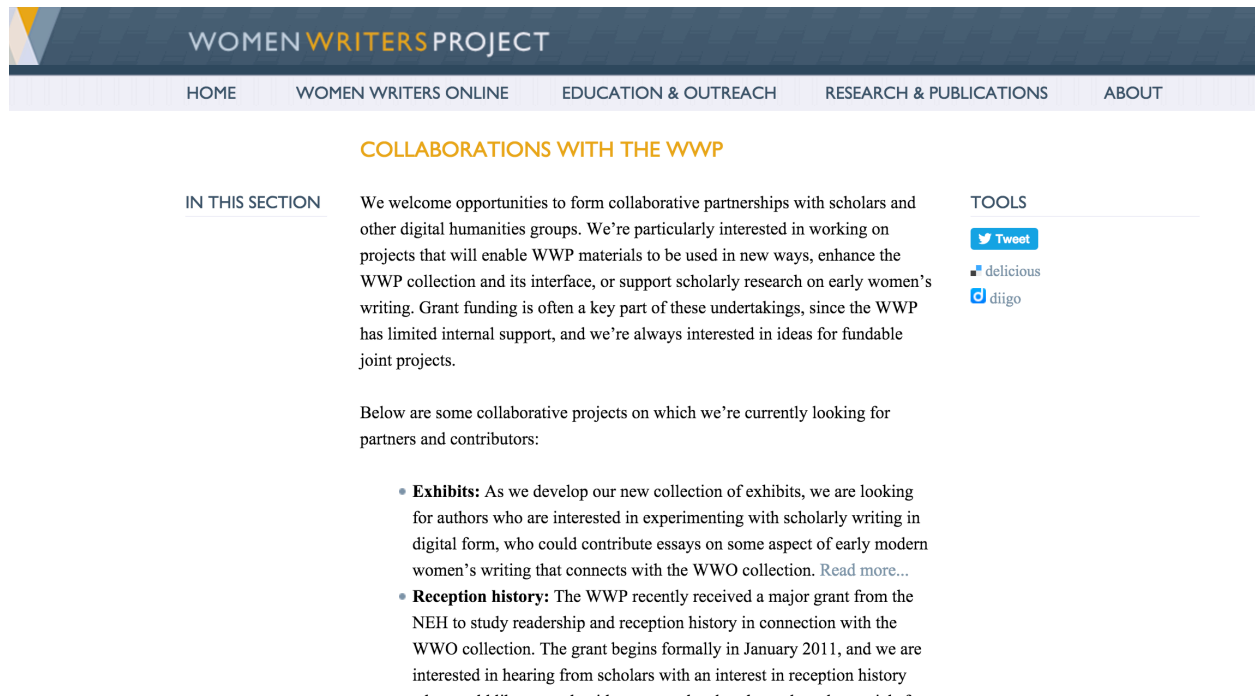 WOMEN WRITERS PROJECT
HOME WOMEN WRITERS ONLINE EDUCATION & OUTREACH RESEARCH & PUBLICATIONS ABOUT
COLLABORATIONS WITH THE WWP
IN THIS SECTION
We welcome opportunities to form collaborative partnerships with scholars and
other digital humanities groups. We’re particularly interested in working on
projects that will enable WWP materials to be used in new ways, enhance the
WWP collection and its interface, or support scholarly research on early women’s
writing. Grant funding is often a key part of these undertakings, since the WWP
has limited internal support, and we’re always interested in ideas for fundable
joint projects.
Below are some collaborative projects on which we’re currently looking for
partners and contributors:
Exhibits: As we develop our new collection of exhibits, we are looking
for authors who are interested in experimenting with scholarly writing in
digital form, who could contribute essays on some aspect of early modern
women’s writing that connects with the WWO collection. Read more...
Reception history: The WWP recently received a major grant from the
NEH to study readership and reception history in connection with the
WWO collection. The grant begins formally in January 2011, and we are
interested in hearing from scholars with an interest in reception history
TOOLS
Tweet
delicious
diigo